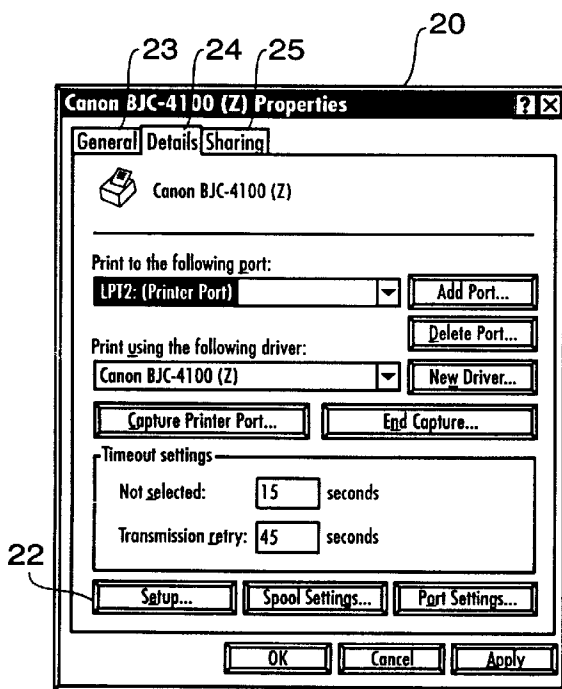 20
23 24 25
Canon BJC-4100 (Z) Properties ? X
General Details Sharing
Canon BJC-4100 (Z)
Print to the following port:
LPT2: (Printer Port) Add Port...
Delete Port...
Print using the following driver:
Canon BJC-4100 (Z) New Driver...
Capture Printer Port... End Capture...
Timeout settings
Not selected: 15 seconds
Transmission retry: 45 seconds
22
Setup... Spool Settings... Port Settings...
OK Cancel Apply